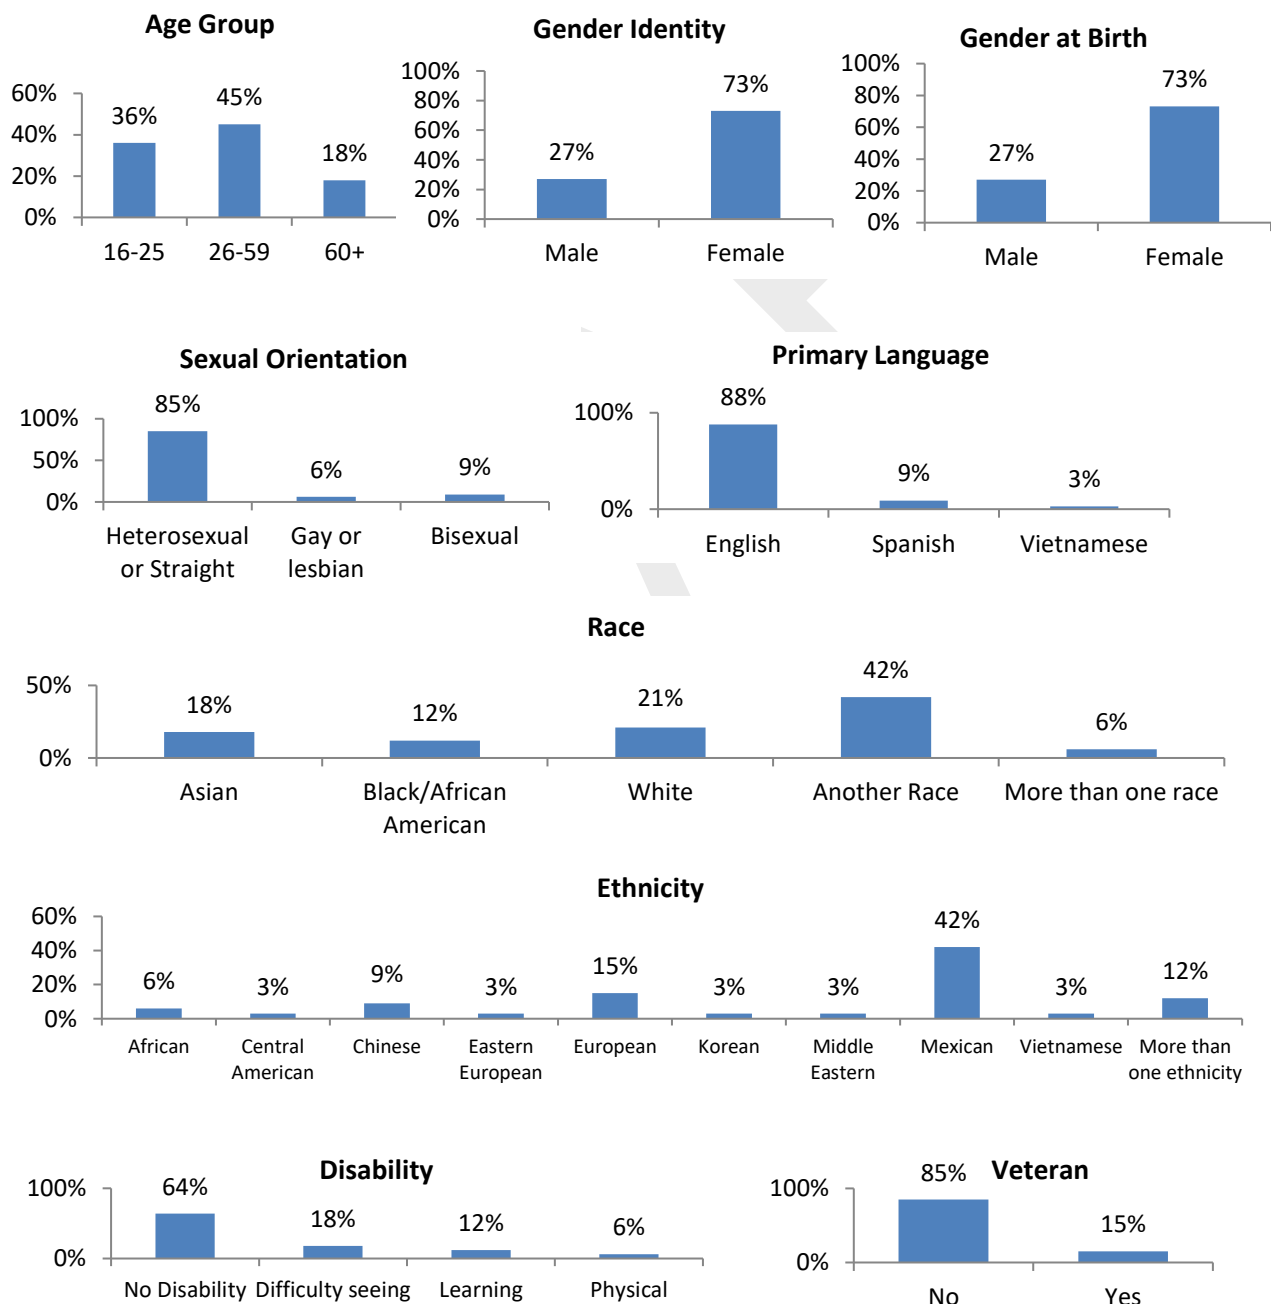 Age Group
60%
40%
20%
0%
36%
45%
18%
16-25 26-59 60+
Gender Identity
100%
80%
60%
40%
20%
0%
27%
73%
Male Female
Gender at Birth
100%
80%
60%
40%
20%
0%
27%
73%
Male Female
Sexual Orientation
100%
50%
0%
85%
6%
9%
Heterosexual
or Straight
Gay or
lesbian
Bisexual
Primary Language
100%
0%
88%
9%
3%
English Spanish Vietnamese
Race
50%
0%
18%
12%
21%
42%
6%
Asian
Black/African
American
White
Another Race
More than one race
Ethnicity
60%
40%
20%
0%
6%
3%
9%
3%
15%
3%
3%
42%
3%
12%
African
Central
American
Chinese
Eastern
European
European
Korean
Middle
Eastern
Mexican
Vietnamese
More than
one ethnicity
Disability
100%
0%
64%
18%
12%
6%
No Disability Difficulty seeing Learning Physical
Veteran
100%
0%
85%
15%
No Yes